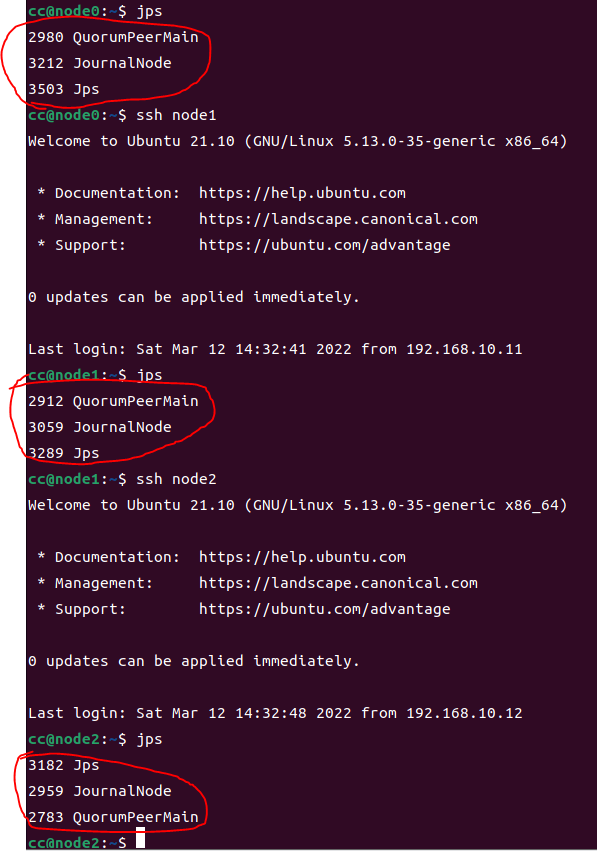 cc@node0:~$ jps
2980 QuorumPeerMain
3212 JournalNode
3503 Jps
cc@node0:~$ ssh node1
Welcome to Ubuntu 21.10 (GNU/Linux 5.13.0-35-generic x86_64)
* Documentation:  https://help.ubuntu.com
* Management:     https://landscape.canonical.com
* Support:        https://ubuntu.com/advantage
0 updates can be applied immediately.
Last login: Sat Mar 12 14:32:41 2022 from 192.168.10.11
cc@node1:~$ jps
2912 QuorumPeerMain
3059 JournalNode
3289 Jps
cc@node1:~$ ssh node2
Welcome to Ubuntu 21.10 (GNU/Linux 5.13.0-35-generic x86_64)
* Documentation:  https://help.ubuntu.com
* Management:     https://landscape.canonical.com
* Support:        https://ubuntu.com/advantage
0 updates can be applied immediately.
Last login: Sat Mar 12 14:32:48 2022 from 192.168.10.12
cc@node2:~$ jps
3182 Jps
2959 JournalNode
2783 QuorumPeerMain
cc@node2:~$